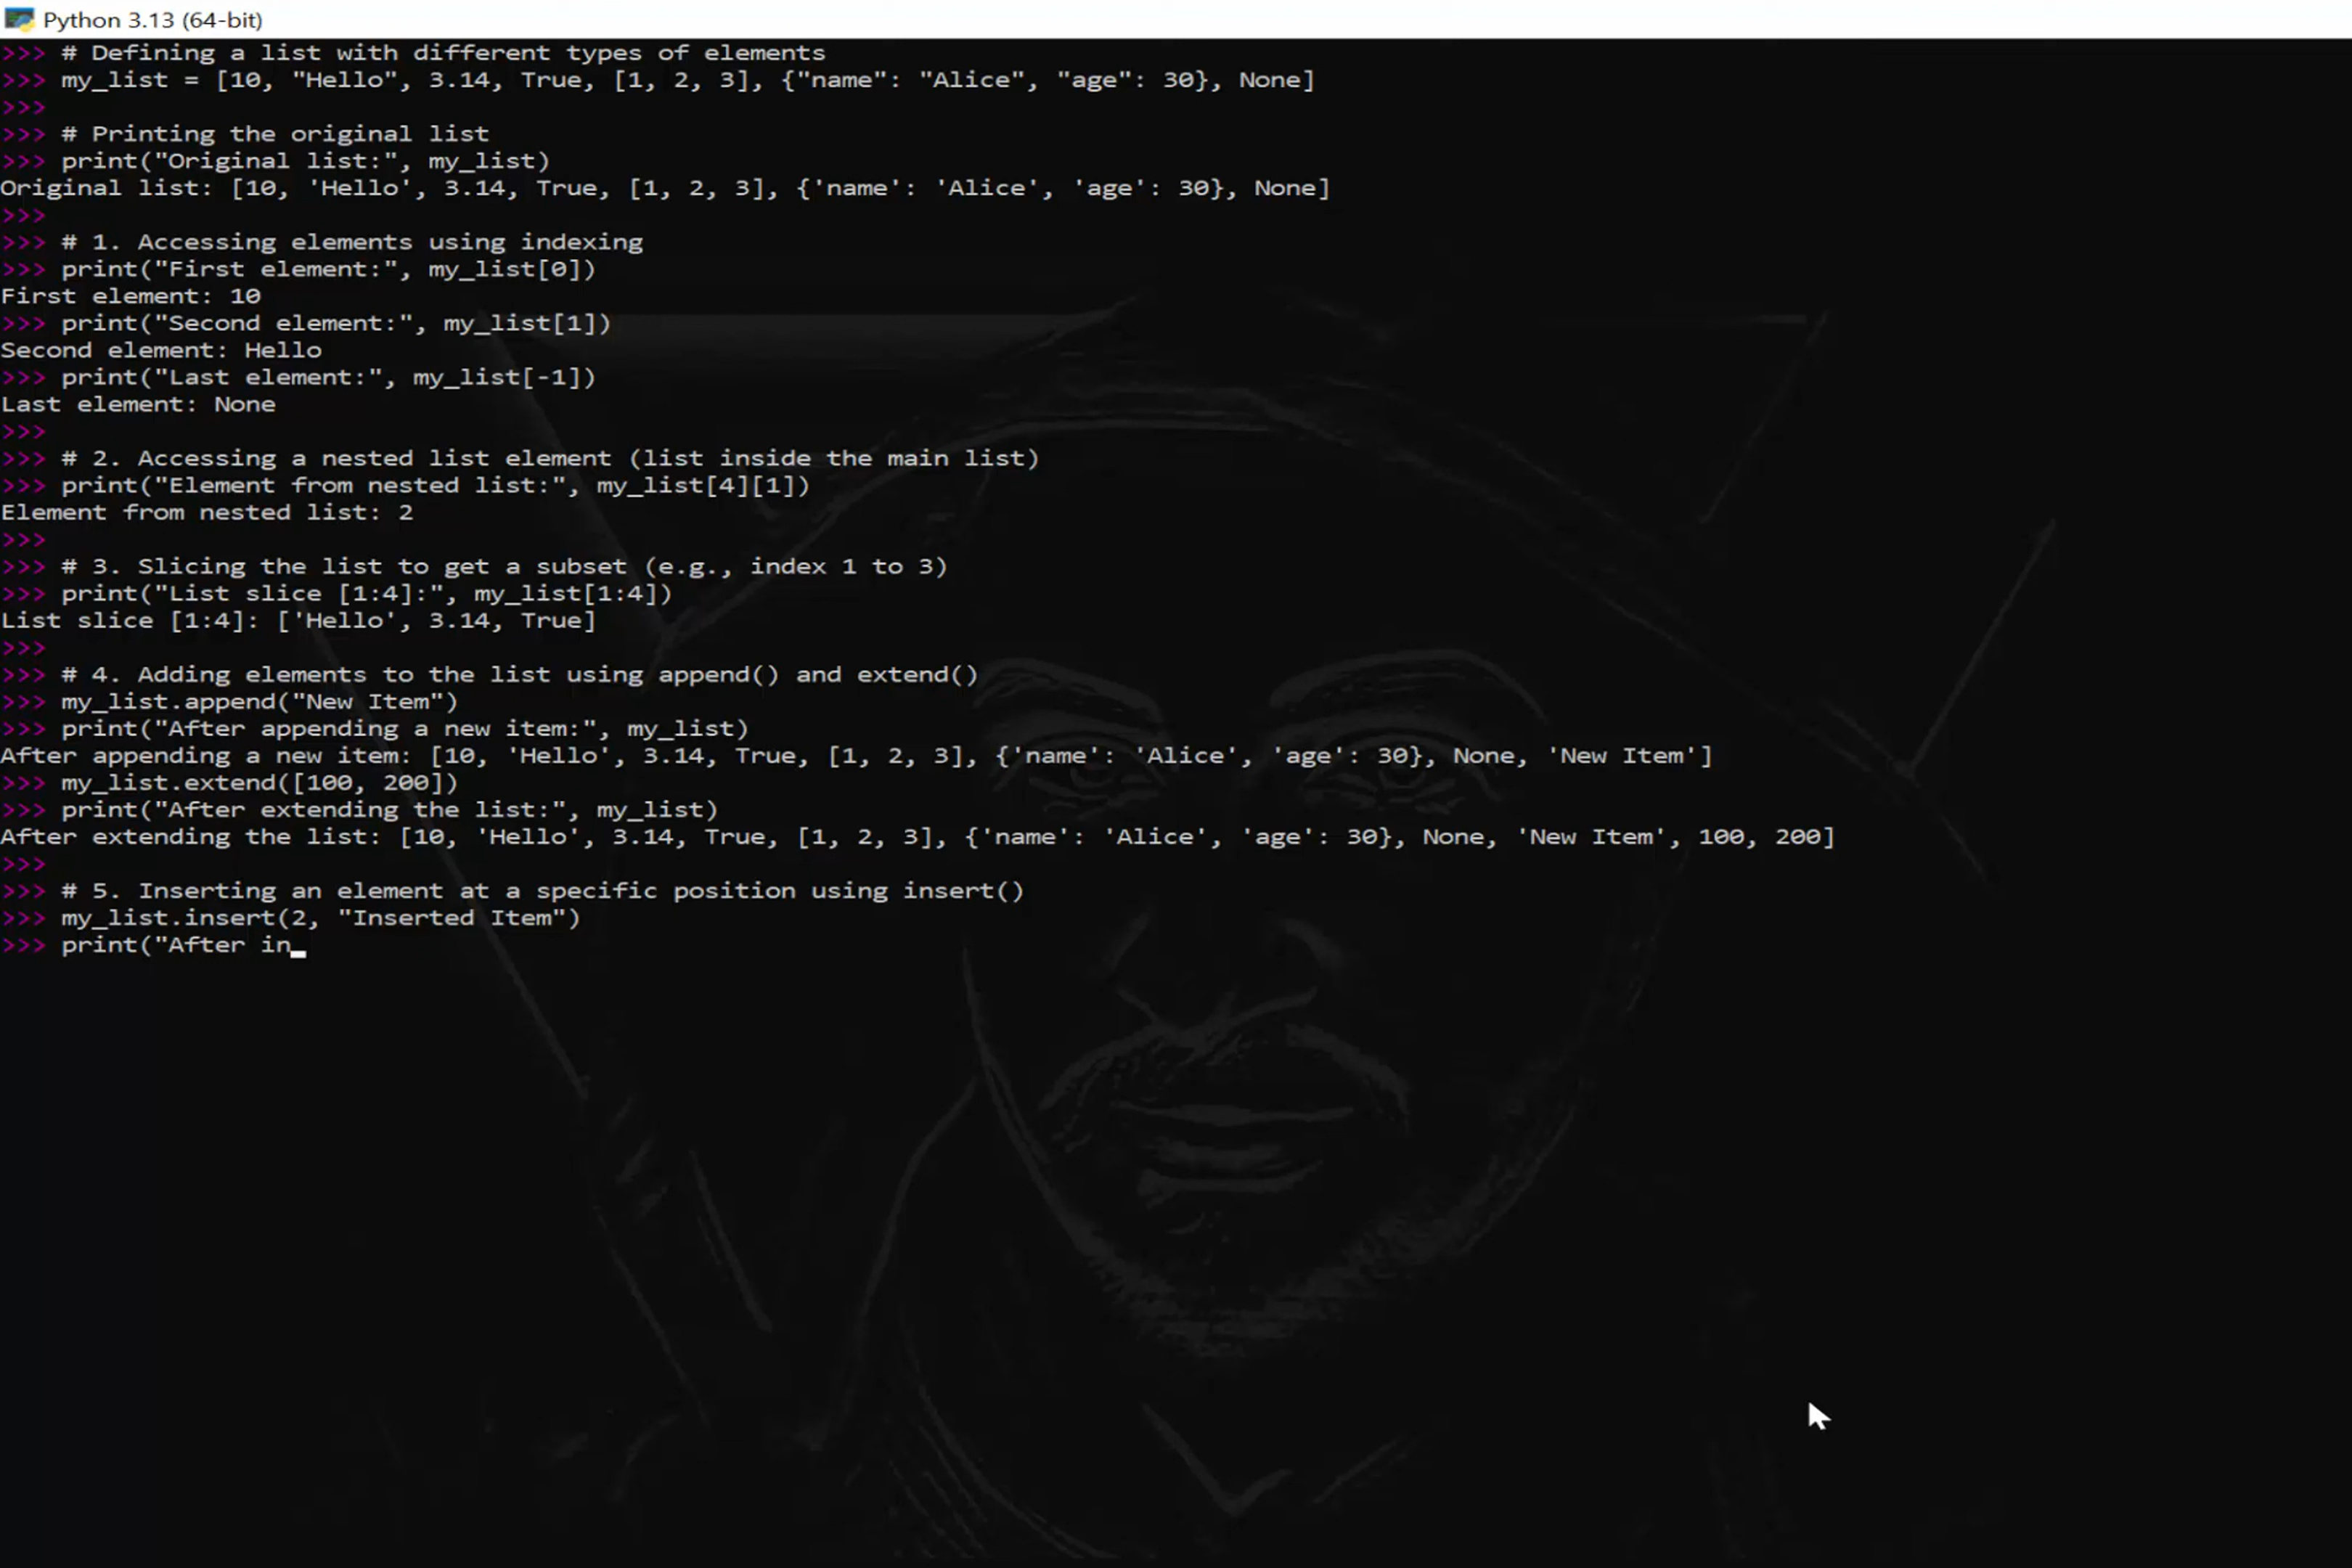 Python 3.13 (64-bit)
>>> # Defining a list with different types of elements
>>> my_list = [10, "Hello", 3.14, True, [1, 2, 3], {"name": "Alice", "age": 30}, None]
>>>
>>> # Printing the original list
>>> print("Original list:", my_list)
Original list: [10, 'Hello', 3.14, True, [1, 2, 3], {'name': 'Alice', 'age': 30}, None]
>>>
>>> # 1. Accessing elements using indexing
>>> print("First element:", my_list[0])
First element: 10
>>> print("Second element:", my_list[1])
Second element: Hello
>>> print("Last element:", my_list[-1])
Last element: None
>>>
>>> # 2. Accessing a nested list element (list inside the main list)
>>> print("Element from nested list:", my_list[4][1])
Element from nested list: 2
>>>
>>> # 3. Slicing the list to get a subset (e.g., index 1 to 3)
>>> print("List slice [1:4]:", my_list[1:4])
List slice [1:4]: ['Hello', 3.14, True]
>>>
>>> # 4. Adding elements to the list using append() and extend()
>>> my_list.append("New Item")
>>> print("After appending a new item:", my_list)
After appending a new item: [10, 'Hello', 3.14, True, [1, 2, 3], {'name': 'Alice', 'age': 30}, None, 'New Item']
>>> my_list.extend([100, 200])
>>> print("After extending the list:", my_list)
After extending the list: [10, 'Hello', 3.14, True, [1, 2, 3], {'name': 'Alice', 'age': 30}, None, 'New Item', 100, 200]
>>>
>>> # 5. Inserting an element at a specific position using insert()
>>> my_list.insert(2, "Inserted Item")
>>> print("After in